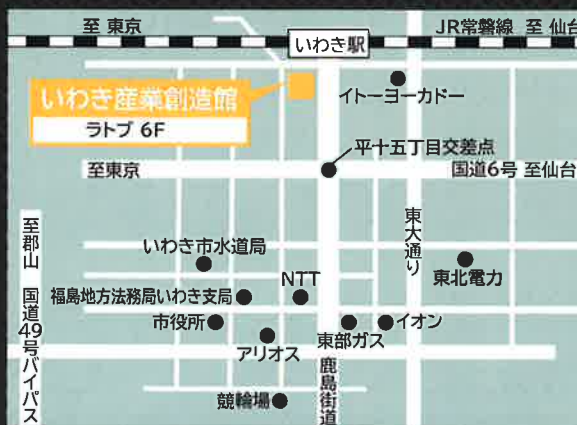 至 東京
いわき駅
JR常磐線 至 仙台
いわき産業創造館
ラトブ 6F
イトーヨーカドー
平十五丁目交差点
至東京
国道6号 至仙台
至郡山 国道49号バイパス
東大通り
いわき市水道局
東北電力
福島地方法務局いわき支局
NTT
市役所
アリオス
東部ガス
イオン
鹿島街道
競輪場